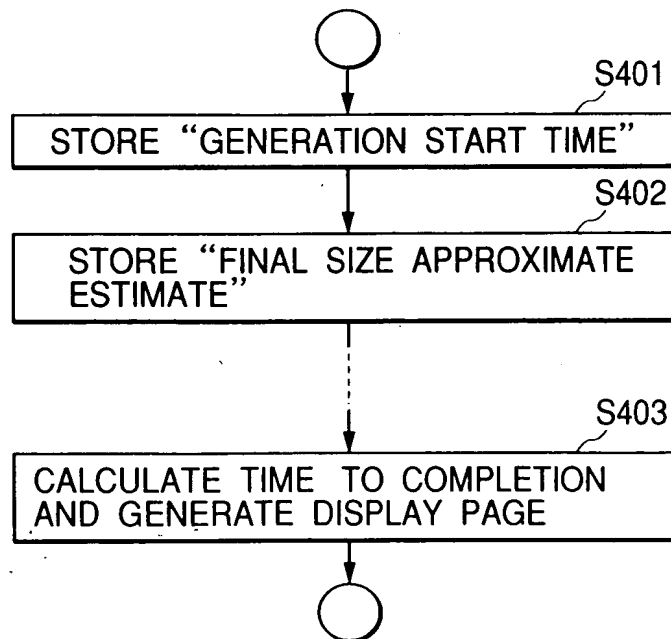 S401
STORE “GENERATION START TIME”
S402
STORE “FINAL SIZE APPROXIMATE
ESTIMATE”
S403
CALCULATE TIME TO COMPLETION
AND GENERATE DISPLAY PAGE